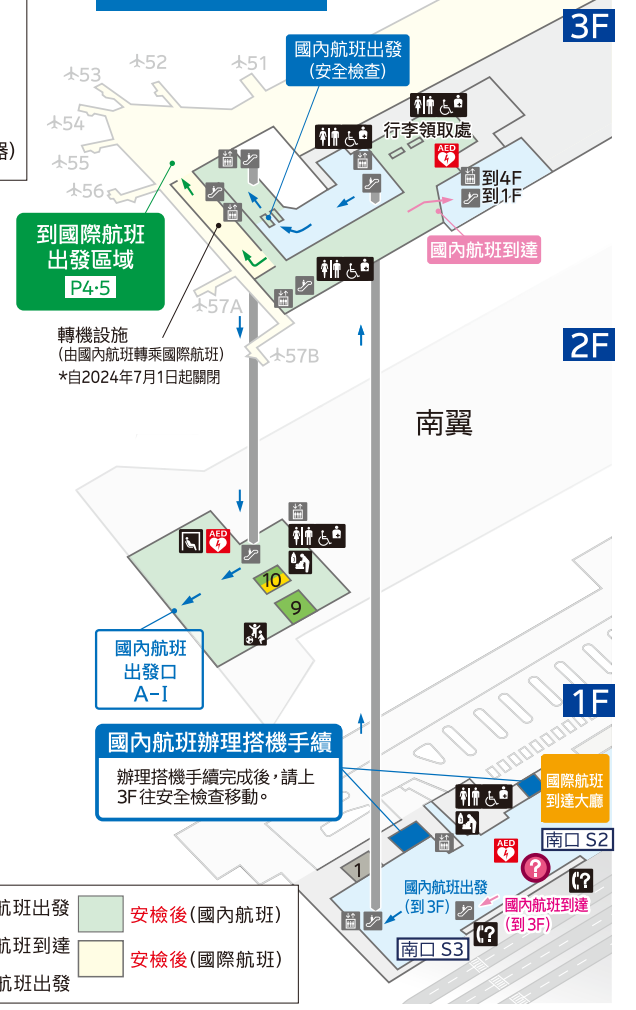 3F
國內航班出發
(安全檢查)
51
52
53
54
55
56
器)
行李領取處
AED
到4F
到1F
國內航班到達
到國際航班
出發區域
P4·5
57A
57B
轉機設施
(由國內航班轉乘國際航班)
*自2024年7月1日起關閉
2F
南翼
AED
10
9
國內航班
出發口
A-I
1F
國內航班辦理搭機手續
辦理搭機手續完成後,請上
3F往安全檢查移動。
國際航班
到達大廳
南口 S2
AED
?
?
1
國內航班出發
(到3F)
國內航班到達
(到3F)
?
南口 S3
航班出發
安檢後(國內航班)
航班到達
安檢後(國際航班)
航班出發